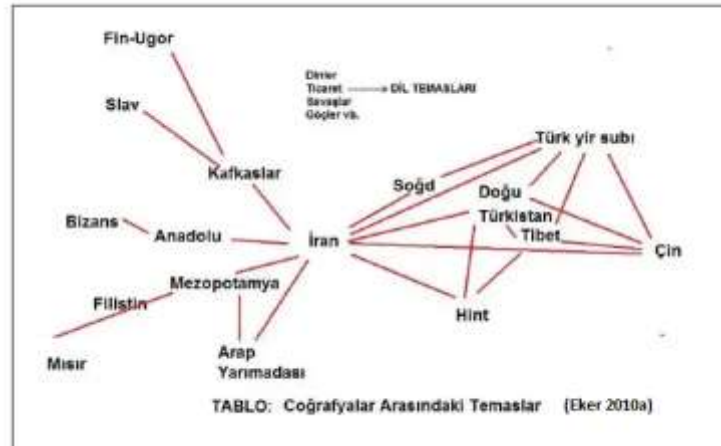 Fin-Ugor
Dinler
Ticaret -------> DİL TEMASLARI
Savaşlar
Göçler vb.
Slav
Türk yir subı
Kafkaslar
Soğd
Doğu
Türkistan
Bizans
Anadolu
İran
Tibet
Çin
Mezopotamya
Filistin
Hint
Mısır
Arap
Yarımadası
TABLO: Coğrafyalar Arasındaki Temaslar (Eker 2010a)